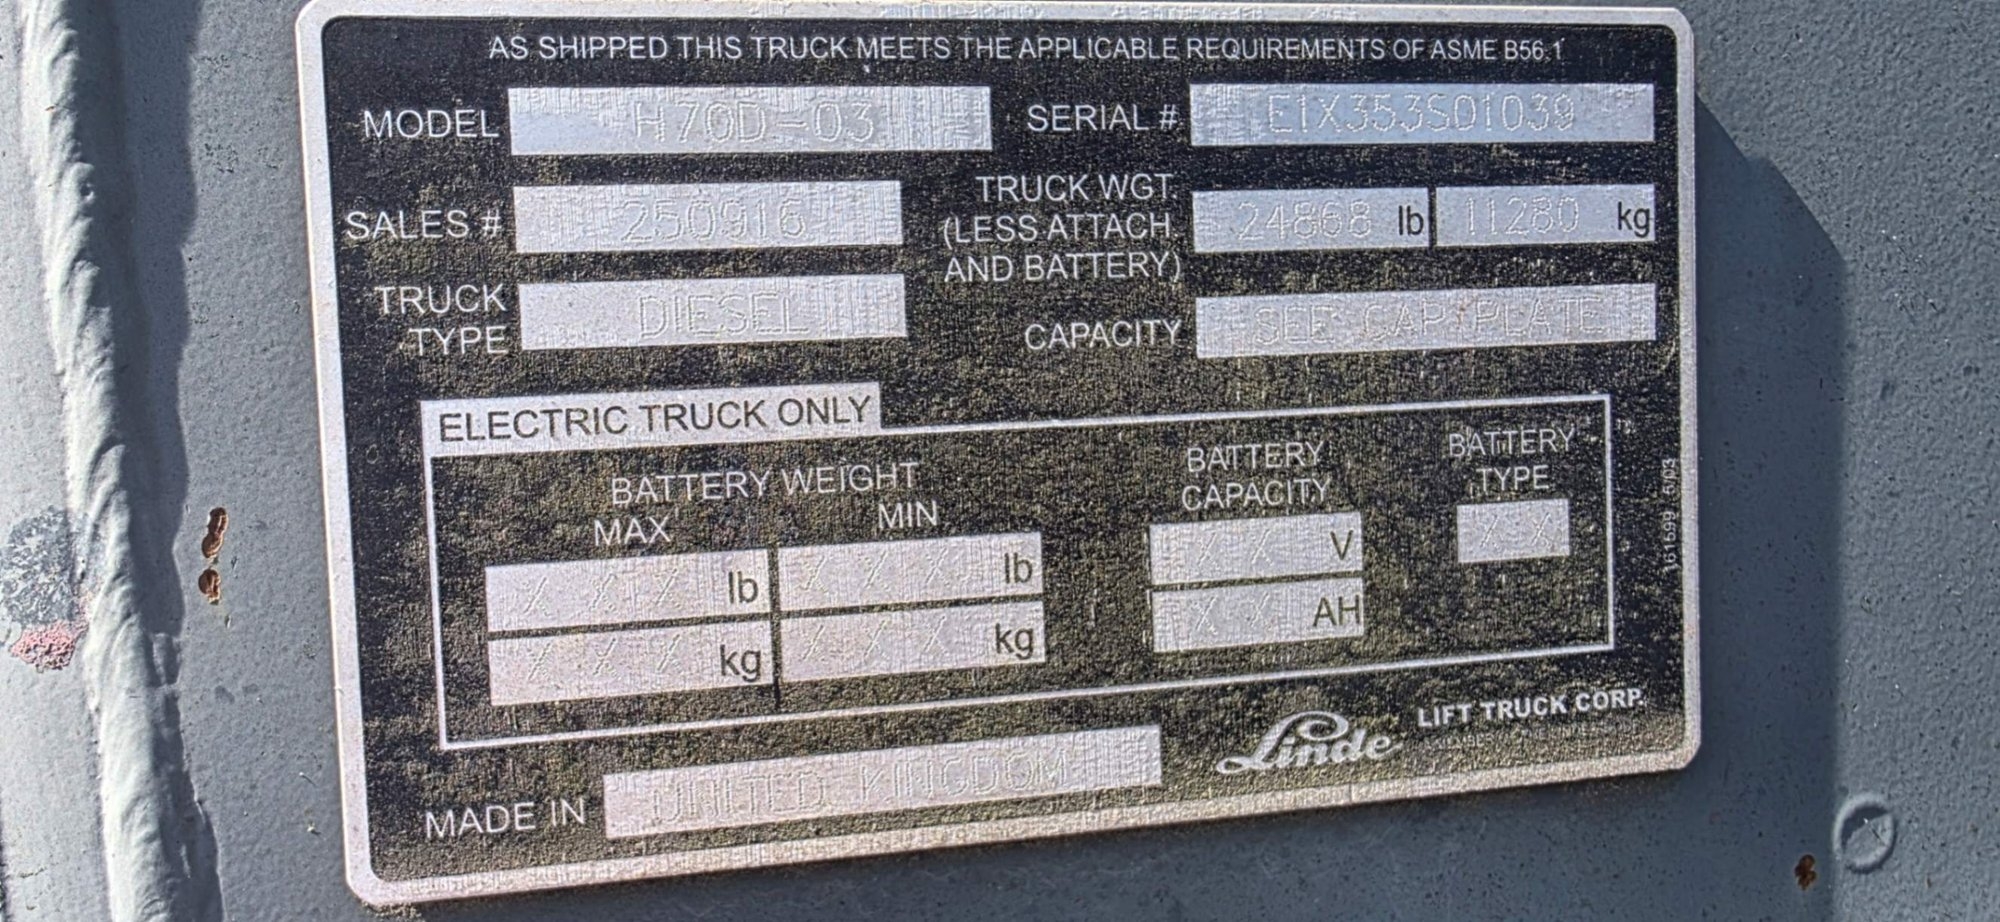 AS SHIPPED THIS TRUCK MEETS THE APPLICABLE REQUIREMENTS OF ASME B56.1
MODEL H70D-03 SERIAL # E1X353S01039
SALES # 250916 TRUCK WGT. (LESS ATTACH. AND BATTERY) 24868 lb 11280 kg
TRUCK TYPE DIESEL CAPACITY SEE CAP PLATE
ELECTRIC TRUCK ONLY
BATTERY WEIGHT
MAX MIN
X X X lb X X X lb
X X X kg X X X kg
BATTERY CAPACITY
X X V
X X AH
BATTERY TYPE
X X
MADE IN UNITED KINGDOM
Linde LIFT TRUCK CORP.